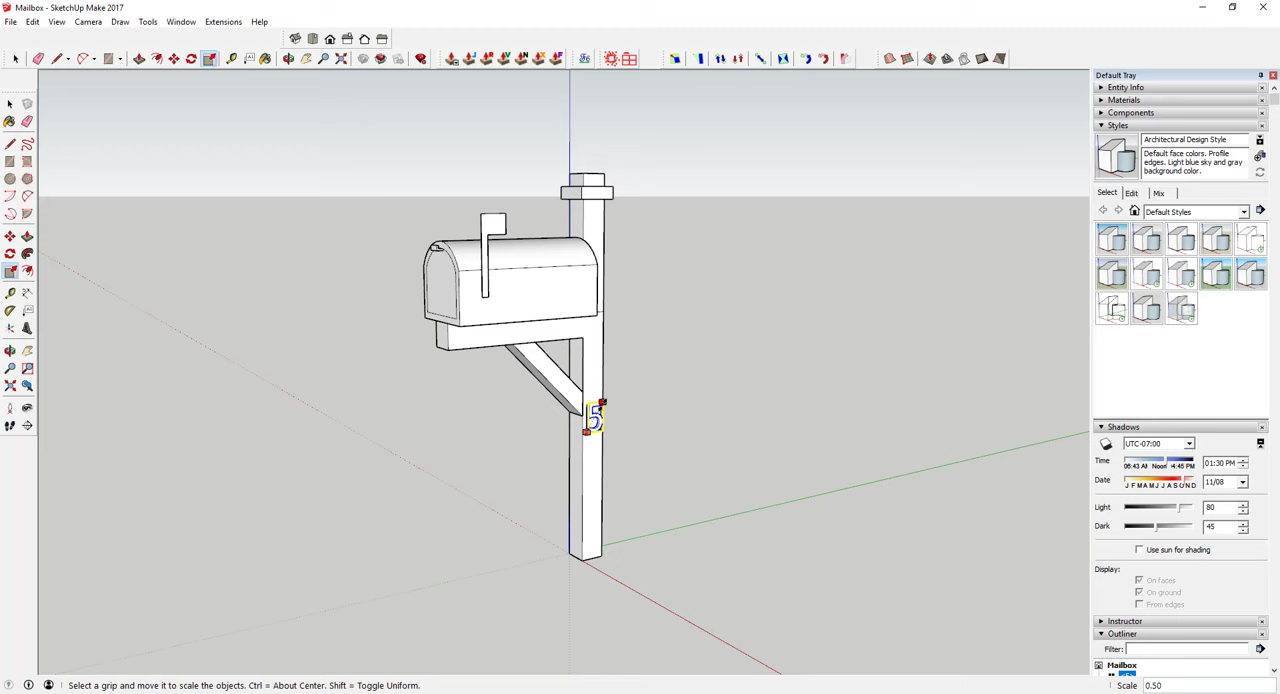 Mailbox - SketchUp Make 2017
File Edit View Camera Draw Tools Window Extensions Help
Default Tray
Entity Info
Materials
Components
Styles
Architectural Design Style
Default face colors. Profile
edges. Light blue sky and gray
background color.
Select Edit Mix
Default Styles
5
Shadows
UTC-07:00
Time 06:43 AM Noon 4:45 PM 01:30 PM
Date J F M A M J J A S O N D 11/08
Light 80
Dark 45
Use sun for shading
Display:
On faces
On ground
From edges
Instructor
Outliner
Filter:
Mailbox
Select a grip and move it to scale the objects. Ctrl = About Center. Shift = Toggle Uniform.
Scale 0.50